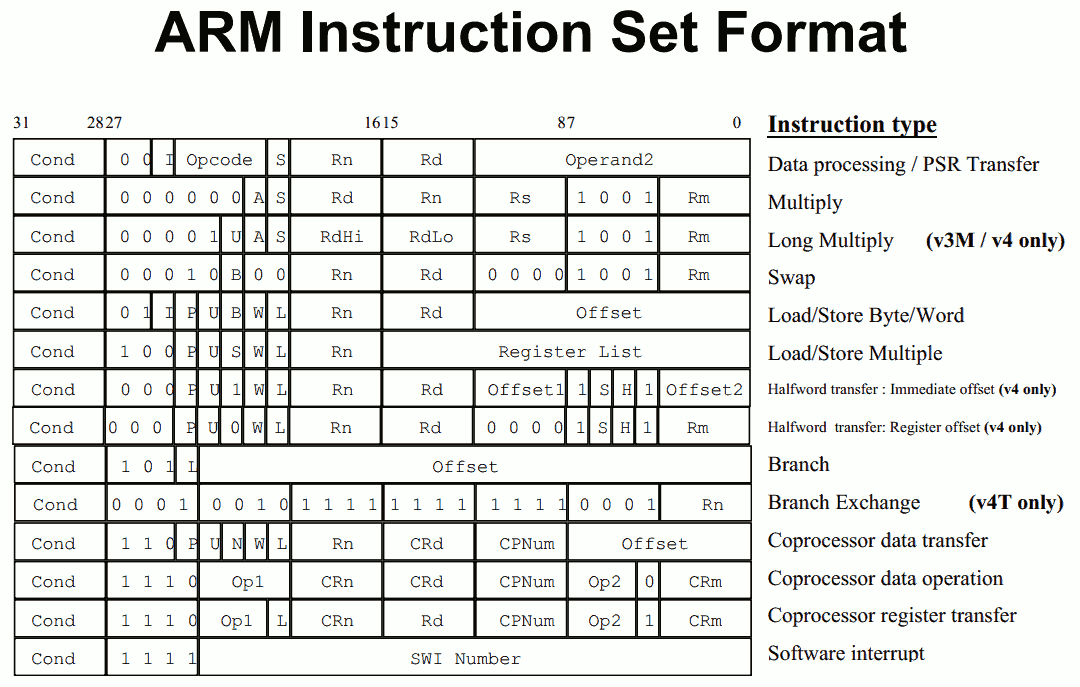 ARM Instruction Set Format
31 2827 1615 87 0 Instruction type
Cond 0 0 I Opcode S Rn Rd Operand2 Data processing / PSR Transfer
Cond 0 0 0 0 0 0 A S Rd Rn Rs 1 0 0 1 Rm Multiply
Cond 0 0 0 0 1 U A S RdHi RdLo Rs 1 0 0 1 Rm Long Multiply (v3M / v4 only)
Cond 0 0 0 1 0 B 0 0 Rn Rd 0 0 0 0 1 0 0 1 Rm Swap
Cond 0 1 I P U B W L Rn Rd Offset Load/Store Byte/Word
Cond 1 0 0 P U S W L Rn Register List Load/Store Multiple
Cond 0 0 0 P U 1 W L Rn Rd Offset1 1 S H 1 Offset2 Halfword transfer : Immediate offset (v4 only)
Cond 0 0 0 P U 0 W L Rn Rd 0 0 0 0 1 S H 1 Rm Halfword transfer: Register offset (v4 only)
Cond 1 0 1 L Offset Branch
Cond 0 0 0 1 0 0 1 0 1 1 1 1 1 1 1 1 1 1 1 1 0 0 0 1 Rn Branch Exchange (v4T only)
Cond 1 1 0 P U N W L Rn CRd CPNum Offset Coprocessor data transfer
Cond 1 1 1 0 Op1 CRn CRd CPNum Op2 0 CRm Coprocessor data operation
Cond 1 1 1 0 Op1 L CRn Rd CPNum Op2 1 CRm Coprocessor register transfer
Cond 1 1 1 1 SWI Number Software interrupt